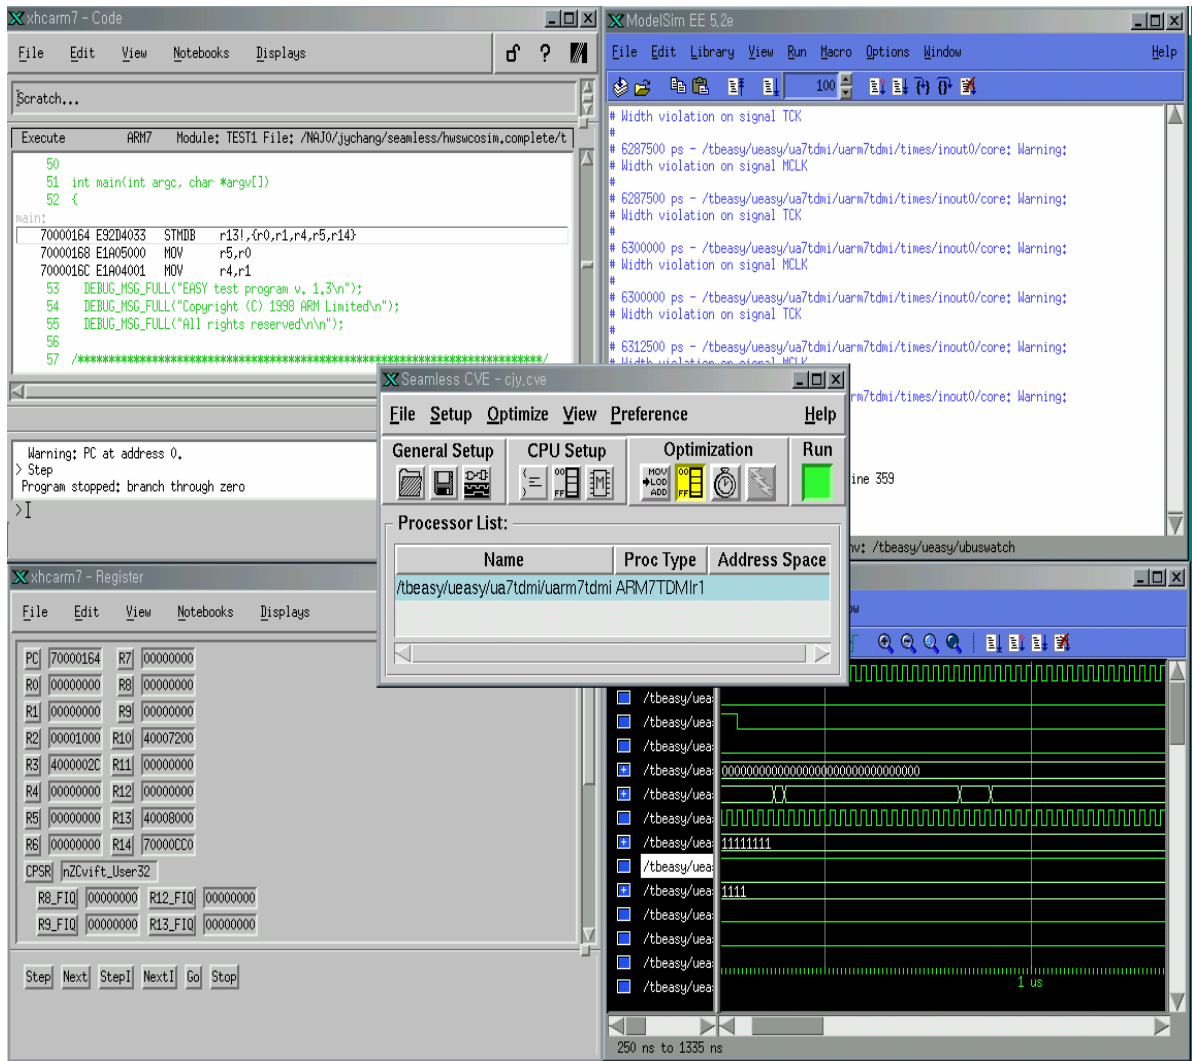 xhcarm7 - Code
File Edit View Notebooks Displays ?
Scratch...
Execute ARM7 Module: TEST1 File: /NAJO/jychang/seamless/hwswcosim.complete/t
50
51 int main(int argc, char *argv[])
52 {
main:
70000164 E92D4033 STMDB r13!,{r0,r1,r4,r5,r14}
70000168 E1A05000 MOV r5,r0
7000016C E1A04001 MOV r4,r1
53 DEBUG_MSG_FULL("EASY test program v. 1.3\n");
54 DEBUG_MSG_FULL("Copyright (C) 1998 ARM Limited\n");
55 DEBUG_MSG_FULL("All rights reserved\n\n");
56
57 /***************************************************************************/
Warning: PC at address 0.
> Step
Program stopped: branch through zero
>
ModelSim EE 5.2e
File Edit Library View Run Macro Options Window Help
100
# Width violation on signal TCK
#
# 6287500 ps - /tbeasy/ueasy/ua7tdmi/uarm7tdmi/times/inout0/core: Warning:
# Width violation on signal MCLK
#
# 6287500 ps - /tbeasy/ueasy/ua7tdmi/uarm7tdmi/times/inout0/core: Warning:
# Width violation on signal TCK
#
# 6300000 ps - /tbeasy/ueasy/ua7tdmi/uarm7tdmi/times/inout0/core: Warning:
# Width violation on signal MCLK
#
# 6300000 ps - /tbeasy/ueasy/ua7tdmi/uarm7tdmi/times/inout0/core: Warning:
# Width violation on signal TCK
#
# 6312500 ps - /tbeasy/ueasy/ua7tdmi/uarm7tdmi/times/inout0/core: Warning:
# Width violation on signal MCLK
rm7tdmi/times/inout0/core: Warning:
ine 359
nv: /tbeasy/ueasy/ubuswatch
Seamless CVE - cjy.cve
File Setup Optimize View Preference Help
General Setup CPU Setup Optimization Run
00 FF MOV LOD ADD 00 FF
Processor List:
Name Proc Type Address Space
/tbeasy/ueasy/ua7tdmi/uarm7tdmi ARM7TDMIr1
xhcarm7 - Register
File Edit View Notebooks Displays
PC 70000164 R7 00000000
R0 00000000 R8 00000000
R1 00000000 R9 00000000
R2 00001000 R10 40007200
R3 4000002C R11 00000000
R4 00000000 R12 00000000
R5 00000000 R13 40008000
R6 00000000 R14 70000CC0
CPSR nZCvift_User32
R8_FIQ 00000000 R12_FIQ 00000000
R9_FIQ 00000000 R13_FIQ 00000000
Step Next StepI NextI Go Stop
ow
/tbeasy/uea
/tbeasy/uea
/tbeasy/uea
/tbeasy/uea 00000000000000000000000000000000
/tbeasy/uea
/tbeasy/uea
/tbeasy/uea 11111111
/tbeasy/uea
/tbeasy/uea 1111
/tbeasy/uea
/tbeasy/uea
/tbeasy/uea
/tbeasy/uea
1 us
250 ns to 1335 ns